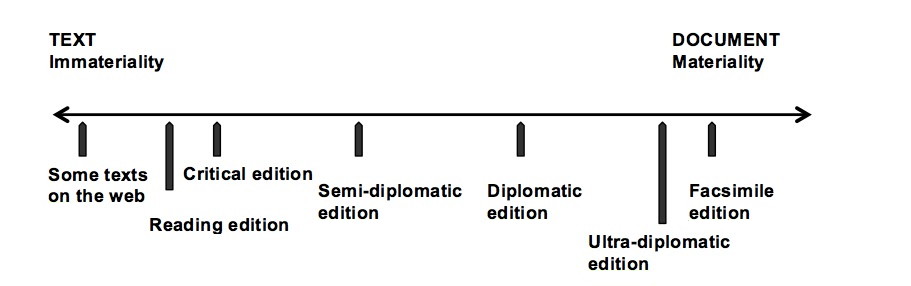 TEXT
Immateriality
DOCUMENT
Materiality
Some texts
on the web
Reading edition
Critical edition
Semi-diplomatic
edition
Diplomatic
edition
Ultra-diplomatic
edition
Facsimile
edition